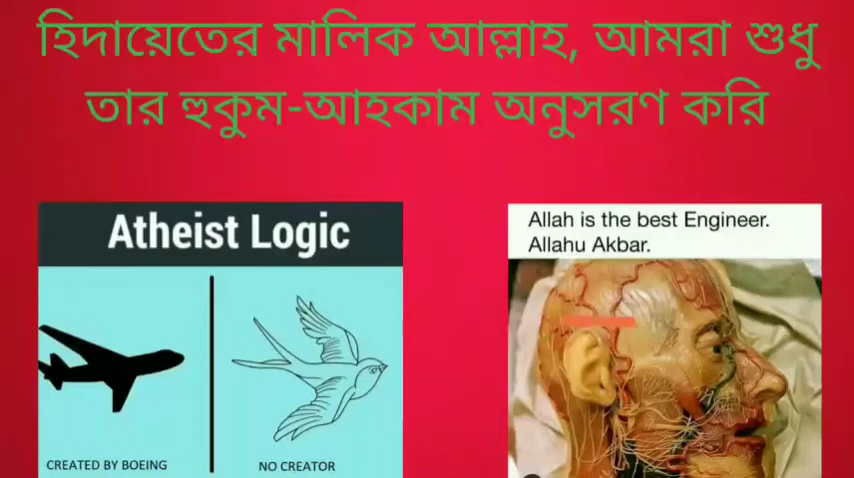 হিদায়েতের মালিক আল্লাহ, আমরা শুধু
তার হুকুম-আহকাম অনুসরণ করি
Atheist Logic
CREATED BY BOEING
NO CREATOR
Allah is the best Engineer.
Allahu Akbar.